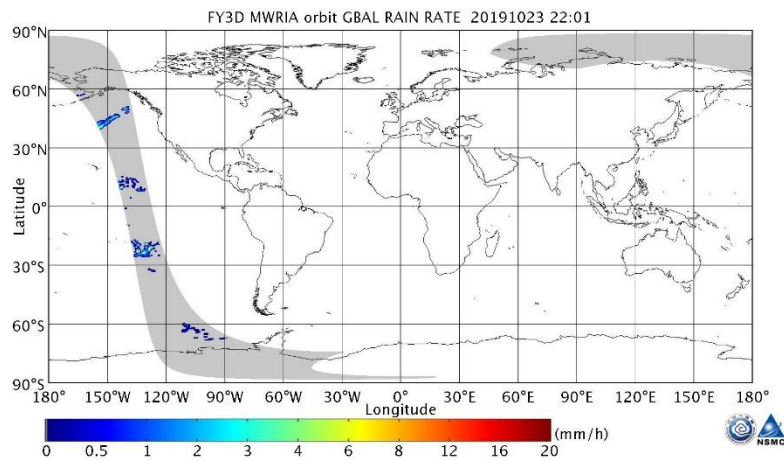 FY3D MWRIA orbit GBAL RAIN RATE 20191023 22:01
90°N
60°N
30°N
0°
30°S
60°S
90°S
Latitude
180° 150°W 120°W 90°W 60°W 30°W 0° 30°E 60°E 90°E 120°E 150°E 180°
Longitude
0 0.5 1 2 3 4 6 8 12 16 20 (mm/h)
NSMC